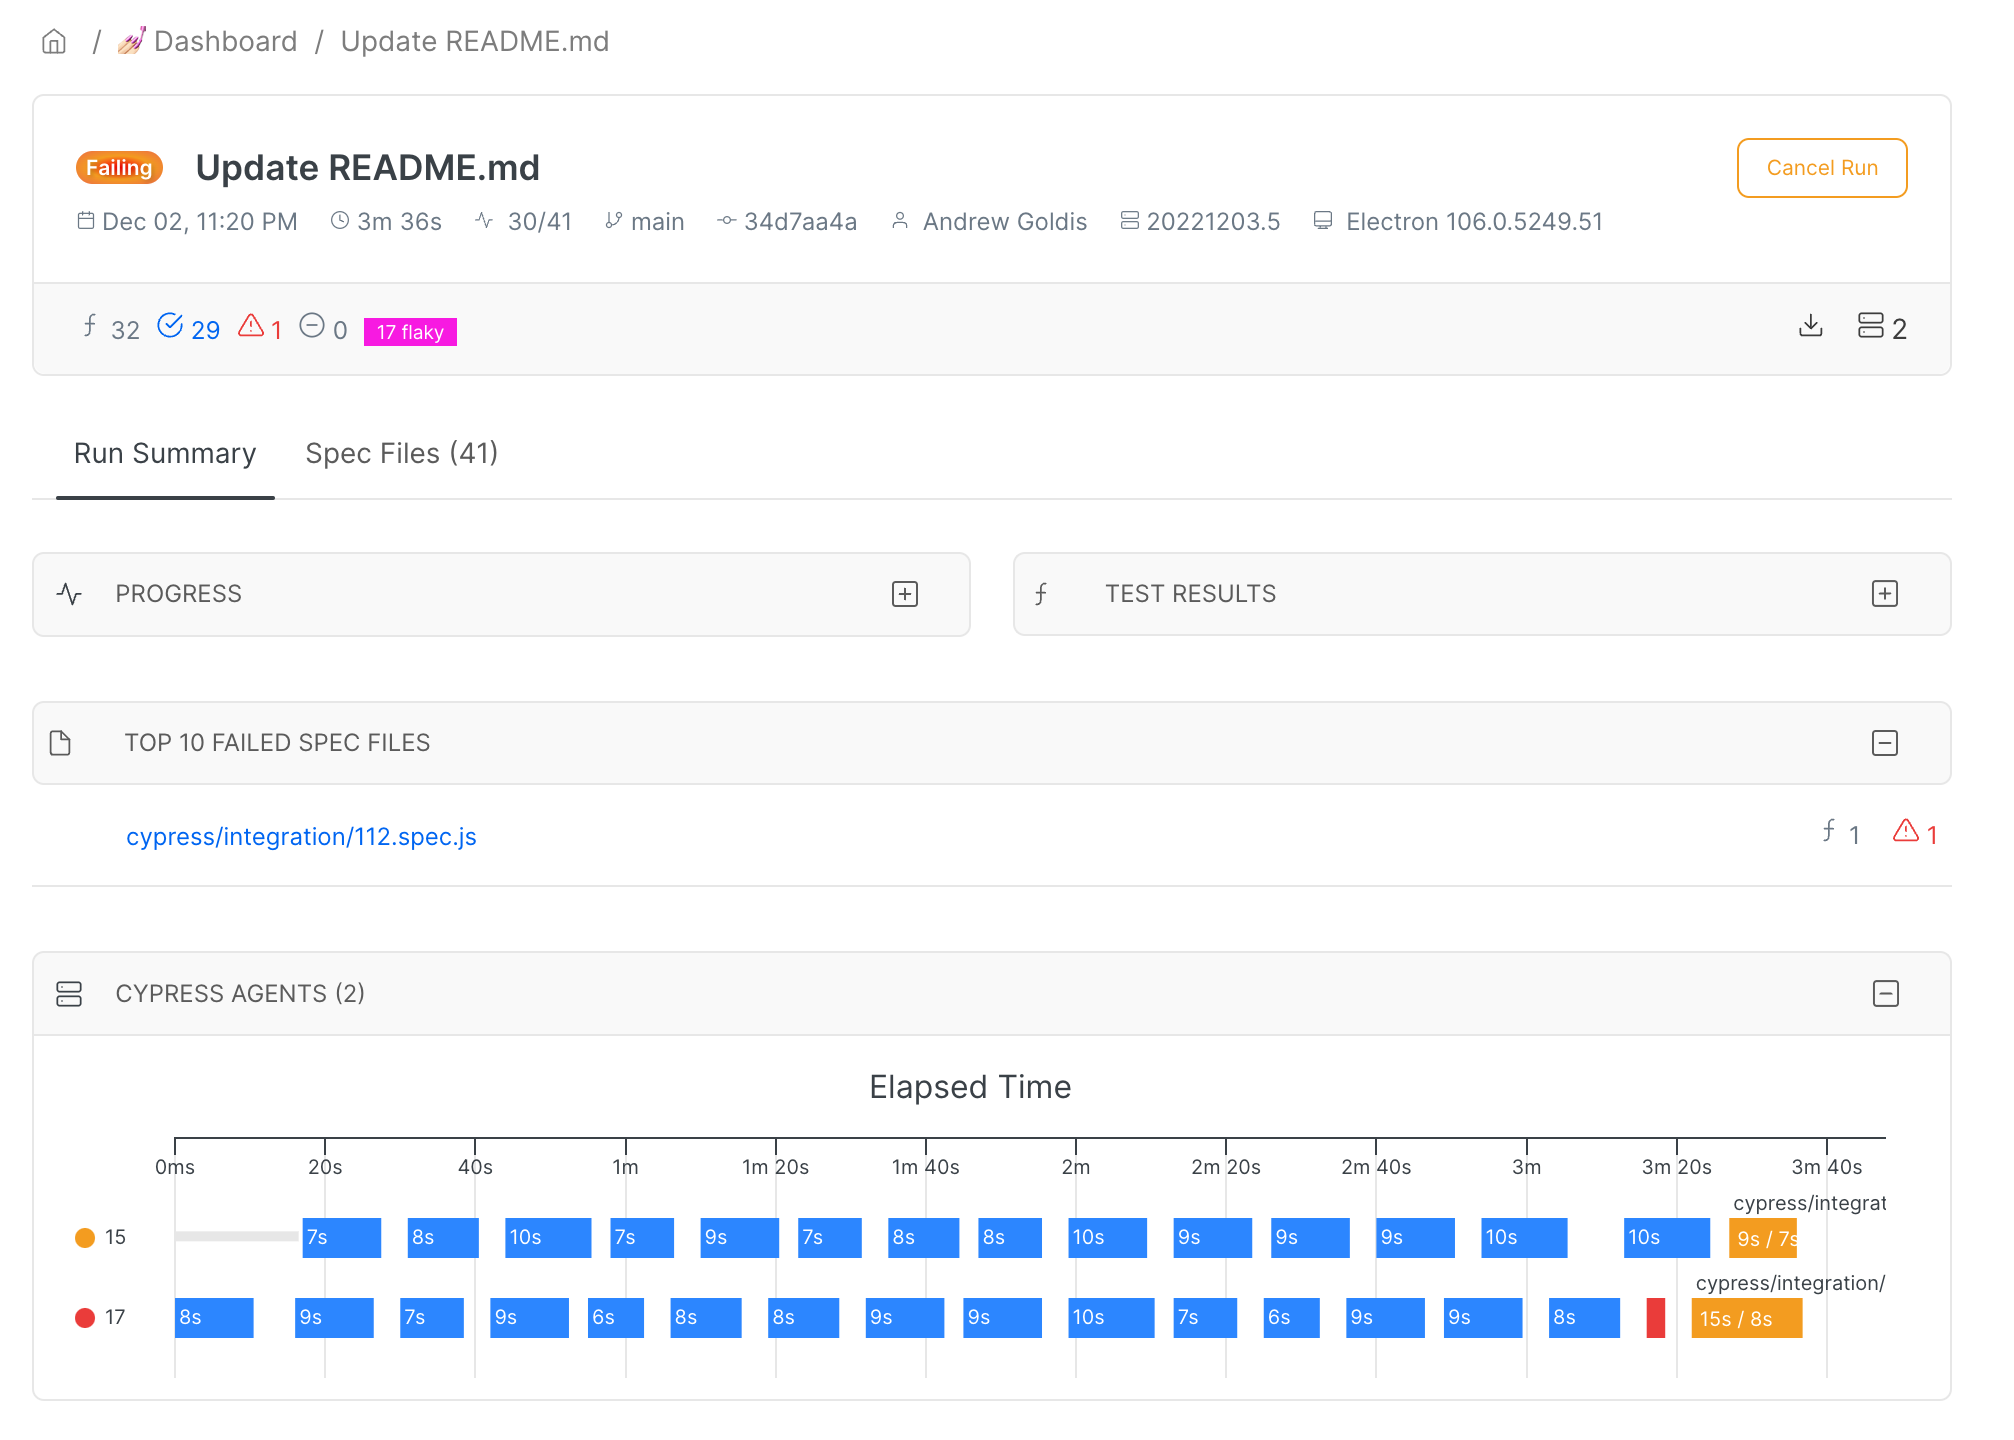 / 💅🏻 Dashboard / Update README.md
Failing Update README.md Cancel Run
Dec 02, 11:20 PM 3m 36s 30/41 main 34d7aa4a Andrew Goldis 20221203.5 Electron 106.0.5249.51
32 29 1 0 17 flaky 2
Run Summary Spec Files (41)
PROGRESS TEST RESULTS
TOP 10 FAILED SPEC FILES
cypress/integration/112.spec.js 1 1
CYPRESS AGENTS (2)
Elapsed Time
0ms 20s 40s 1m 1m 20s 1m 40s 2m 2m 20s 2m 40s 3m 3m 20s 3m 40s
cypress/integrat
15 7s 8s 10s 7s 9s 7s 8s 8s 10s 9s 9s 9s 10s 10s 9s / 7s
cypress/integration/
17 8s 9s 7s 9s 6s 8s 8s 9s 9s 10s 7s 6s 9s 9s 8s 15s / 8s